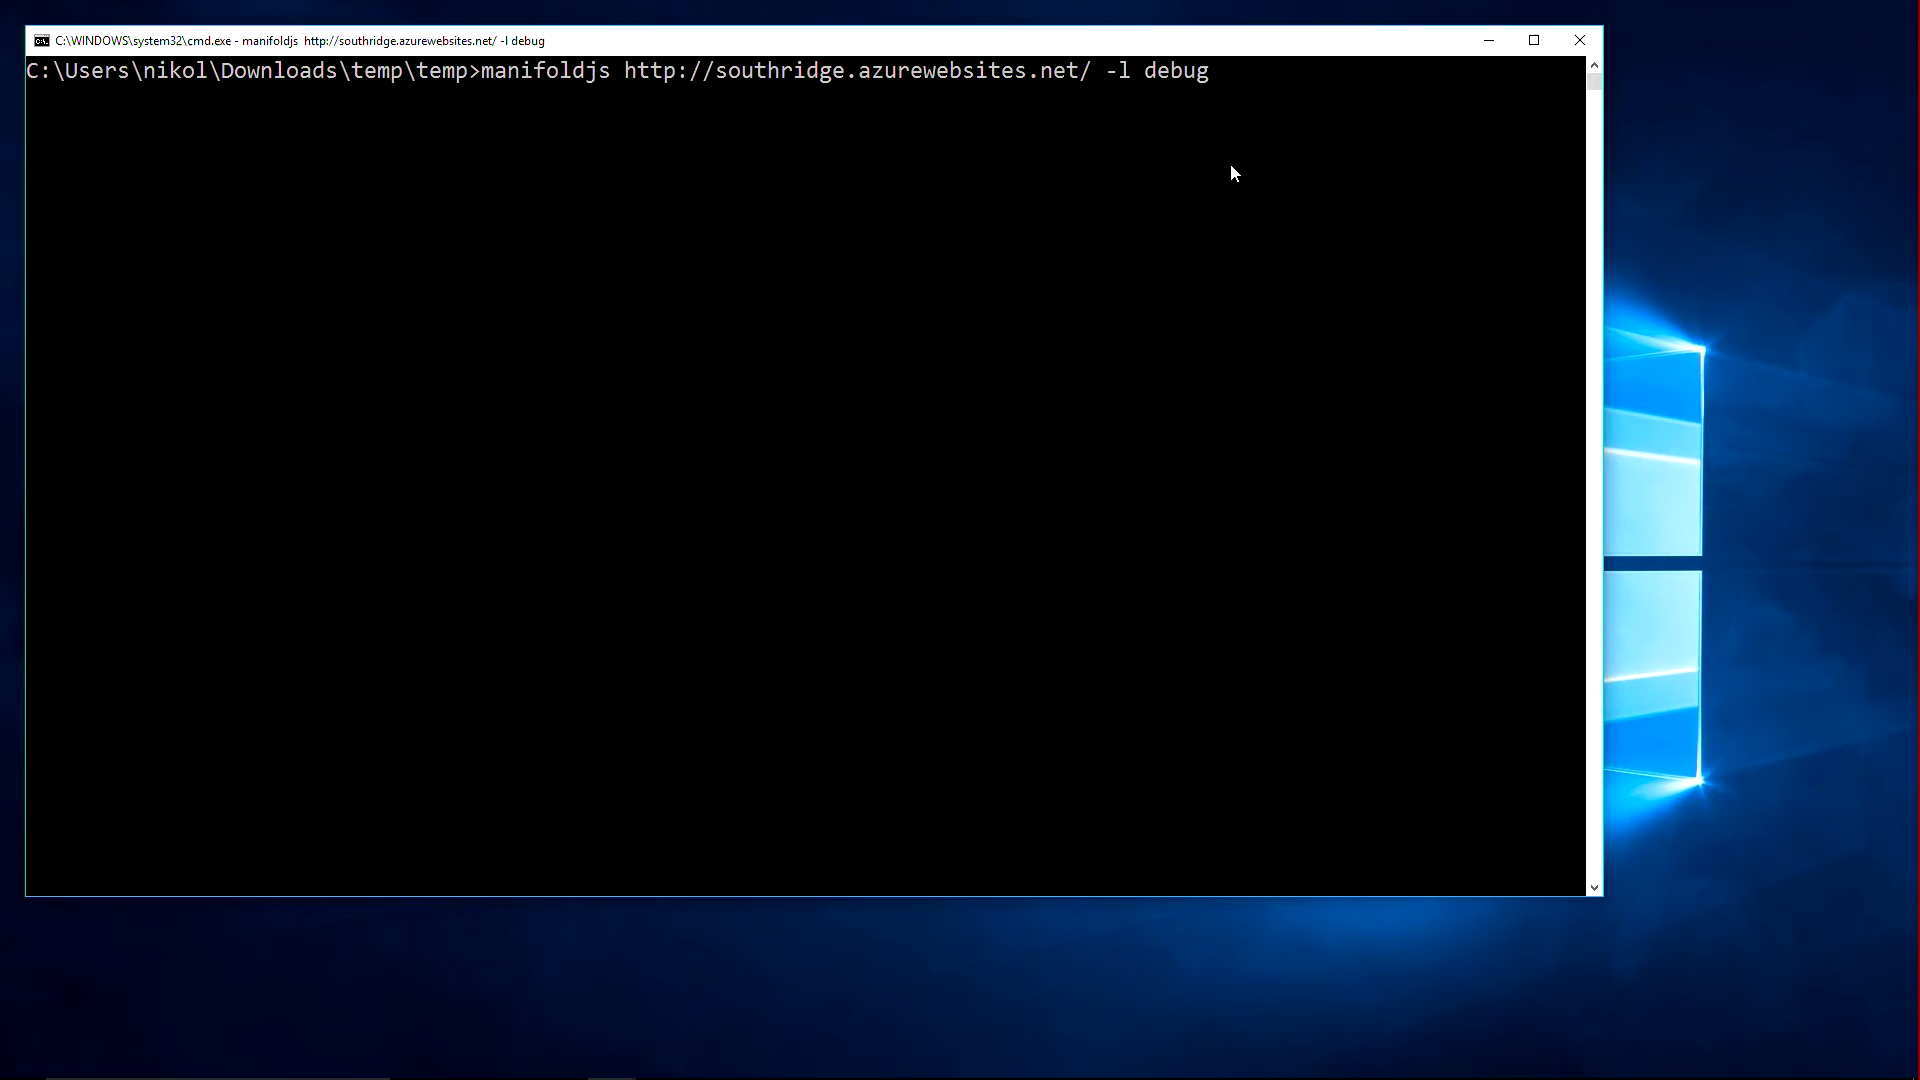 C:\WINDOWS\system32\cmd.exe - manifoldjs  http://southridge.azurewebsites.net/ -l debug
C:\Users\nikol\Downloads\temp\temp>manifoldjs http://southridge.azurewebsites.net/ -l debug